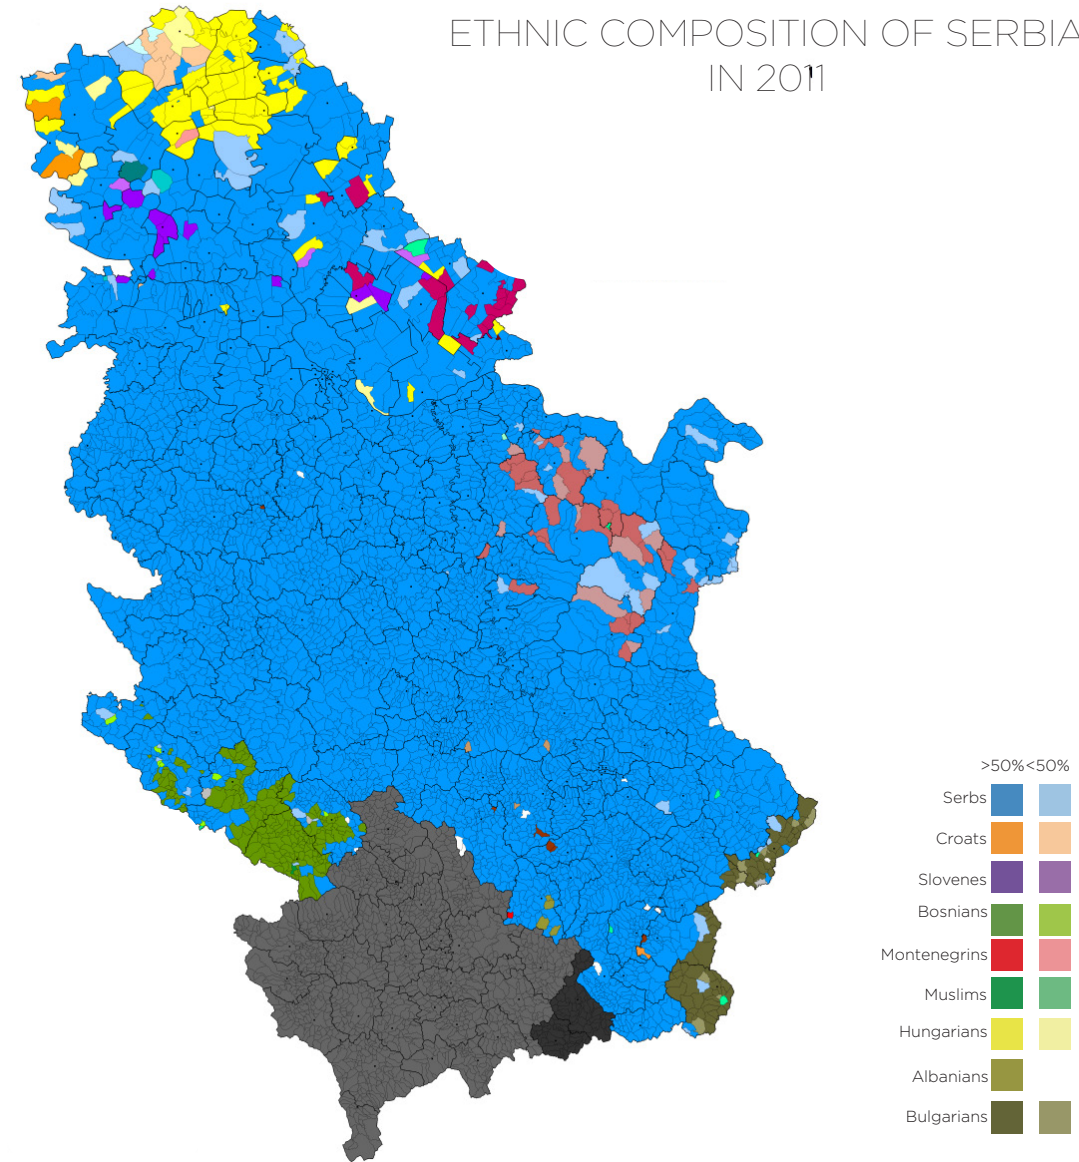 ETHNIC COMPOSITION OF SERBIA
IN 2011
>50% <50%
Serbs
Croats
Slovenes
Bosnians
Montenegrins
Muslims
Hungarians
Albanians
Bulgarians